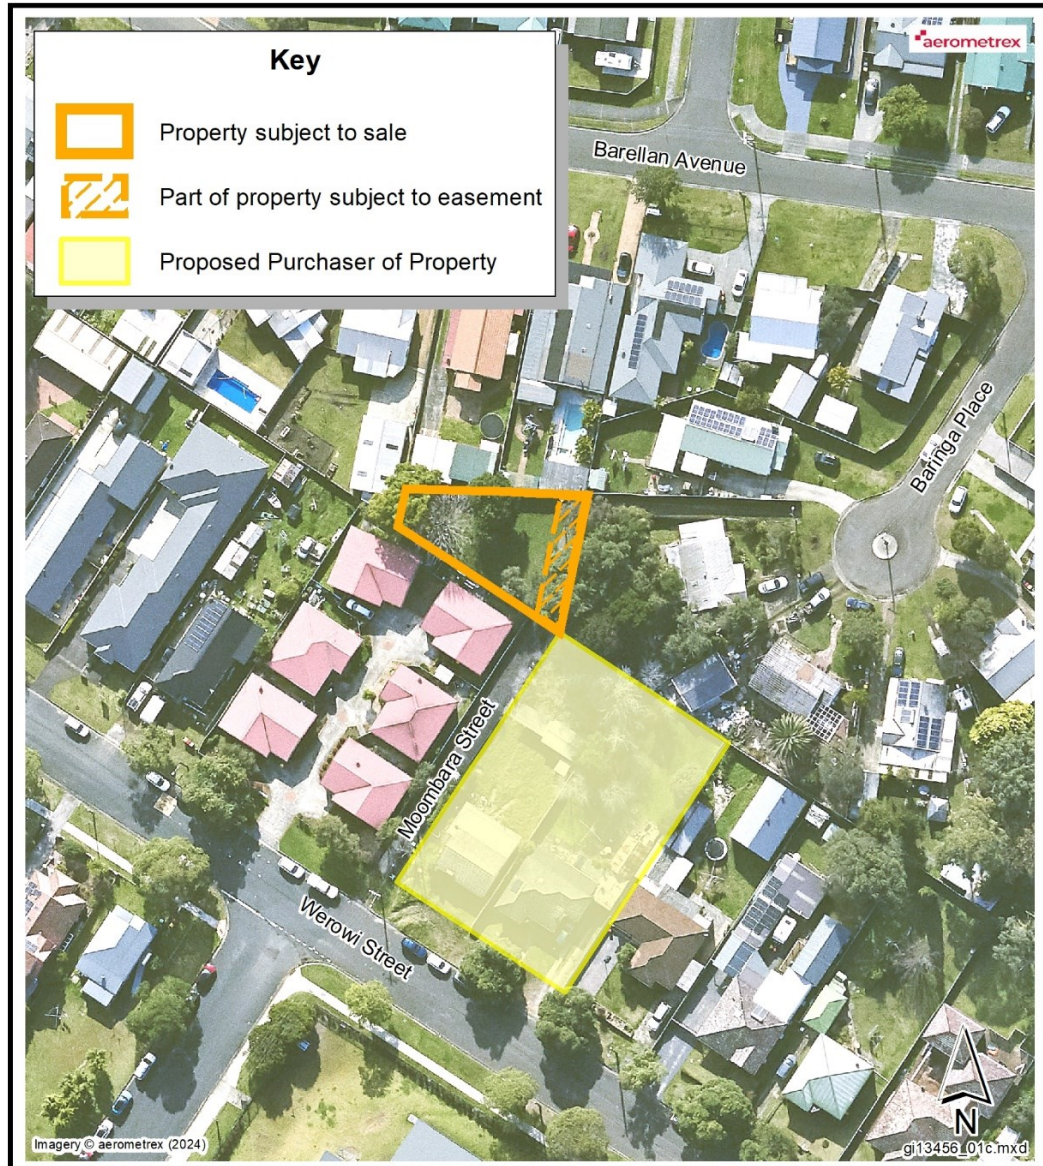 Key
Property subject to sale
Part of property subject to easement
Proposed Purchaser of Property
aerometrex
Barellan Avenue
Baringa Place
Moombara Street
Werowi Street
N
Imagery © aerometrex (2024)
gi13456_01c.mxd